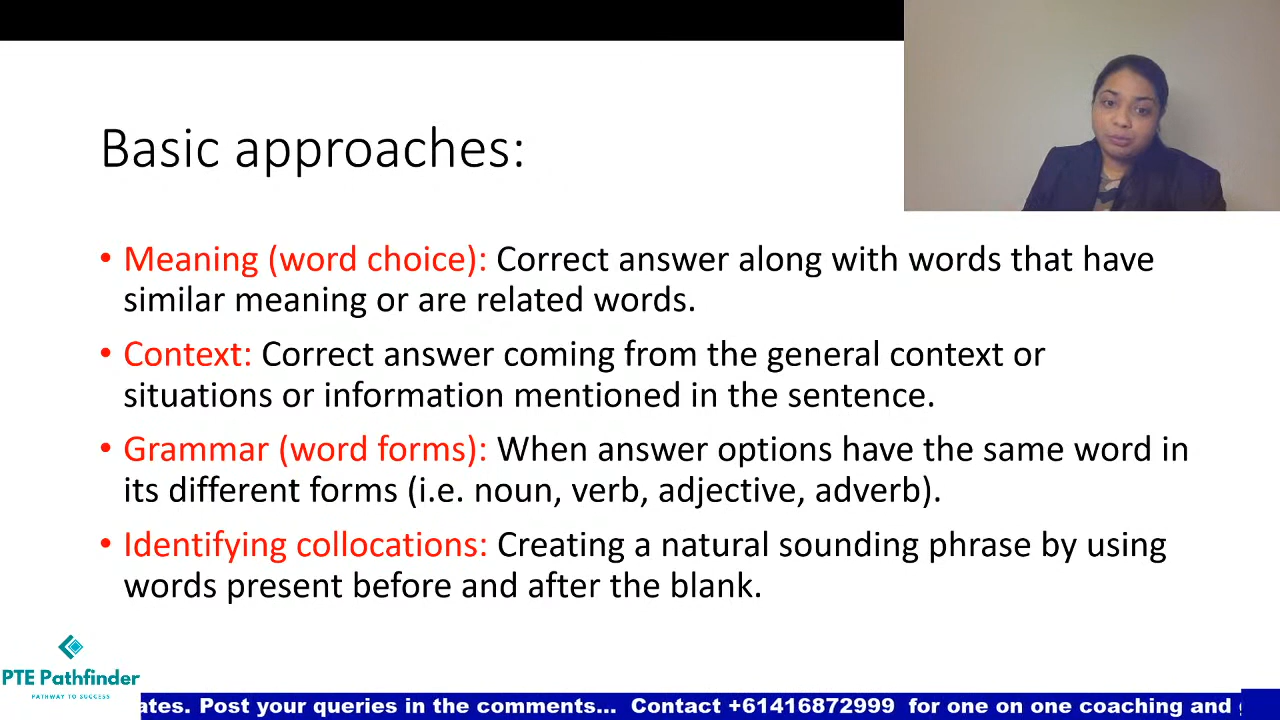 Basic approaches:
• Meaning (word choice): Correct answer along with words that have
similar meaning or are related words.
• Context: Correct answer coming from the general context or
situations or information mentioned in the sentence.
• Grammar (word forms): When answer options have the same word in
its different forms (i.e. noun, verb, adjective, adverb).
• Identifying collocations: Creating a natural sounding phrase by using
words present before and after the blank.
PTE Pathfinder
PATHWAY TO SUCCESS
Post your queries in the comments... Contact +61416872999 for one on one coaching and